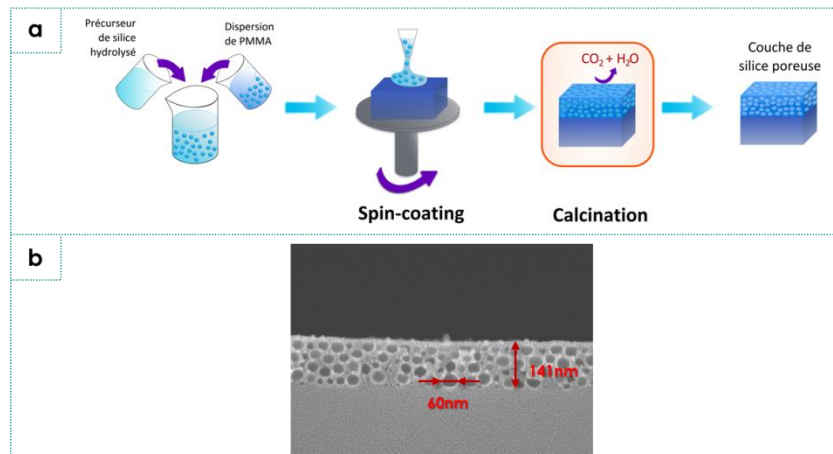 a
Précurseur
de silice
hydrolysé
Dispersion
de PMMA
CO2 + H2O
Couche de
silice poreuse
Spin-coating
Calcination
b
141nm
60nm